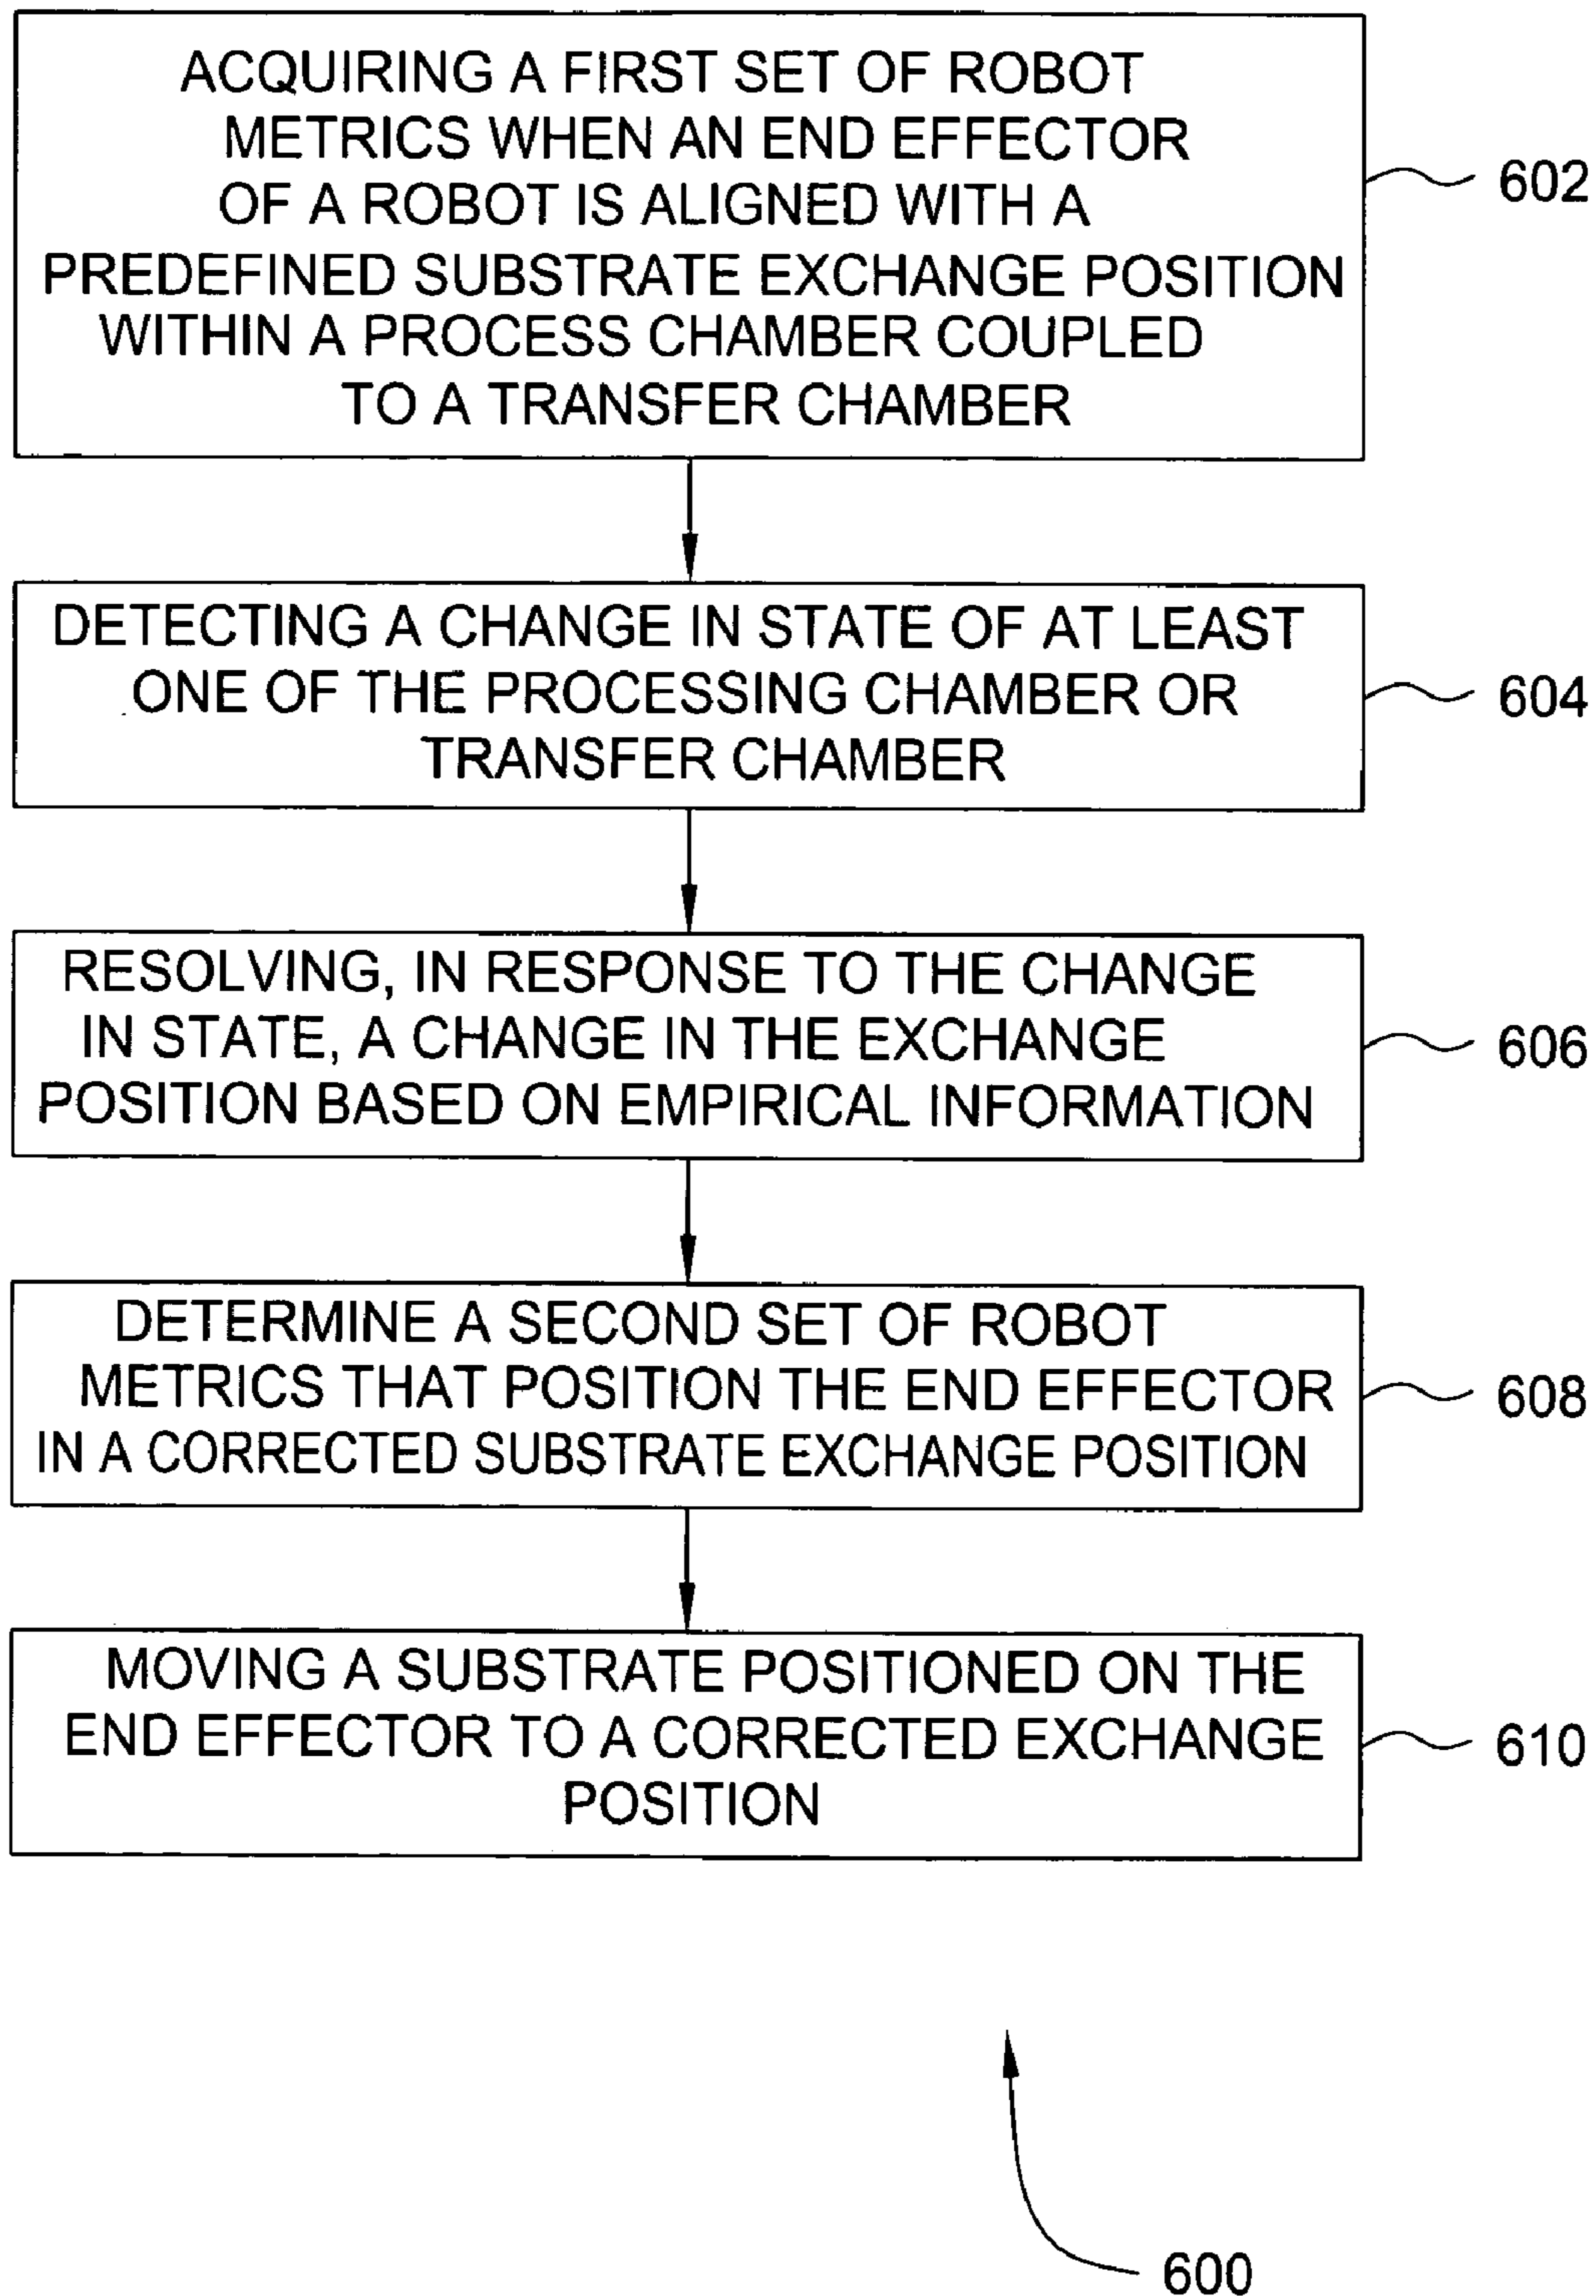 ACQUIRING A FIRST SET OF ROBOT
METRICS WHEN AN END EFFECTOR
OF A ROBOT IS ALIGNED WITH A
PREDEFINED SUBSTRATE EXCHANGE POSITION
WITHIN A PROCESS CHAMBER COUPLED
TO A TRANSFER CHAMBER
602
DETECTING A CHANGE IN STATE OF AT LEAST
ONE OF THE PROCESSING CHAMBER OR
TRANSFER CHAMBER
604
RESOLVING, IN RESPONSE TO THE CHANGE
IN STATE, A CHANGE IN THE EXCHANGE
POSITION BASED ON EMPIRICAL INFORMATION
606
DETERMINE A SECOND SET OF ROBOT
METRICS THAT POSITION THE END EFFECTOR
IN A CORRECTED SUBSTRATE EXCHANGE POSITION
608
MOVING A SUBSTRATE POSITIONED ON THE
END EFFECTOR TO A CORRECTED EXCHANGE
POSITION
610
600